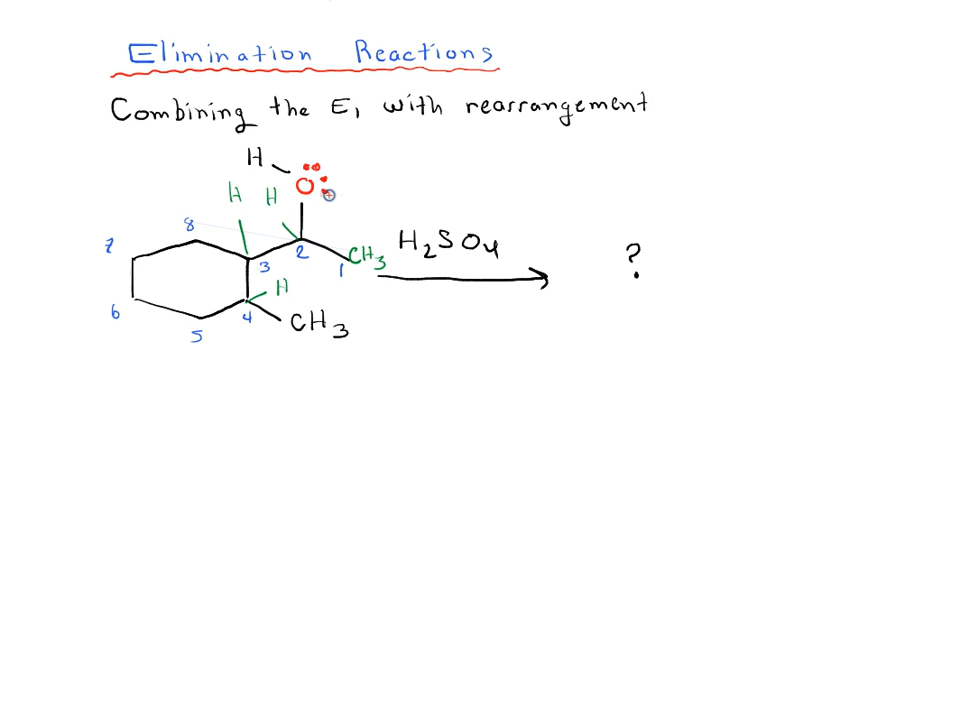 Elimination Reactions
Combining the E1 with rearrangement
H
H H O
8
7 3 2 1 CH3 H2SO4 ?
H
6 4 CH3
5